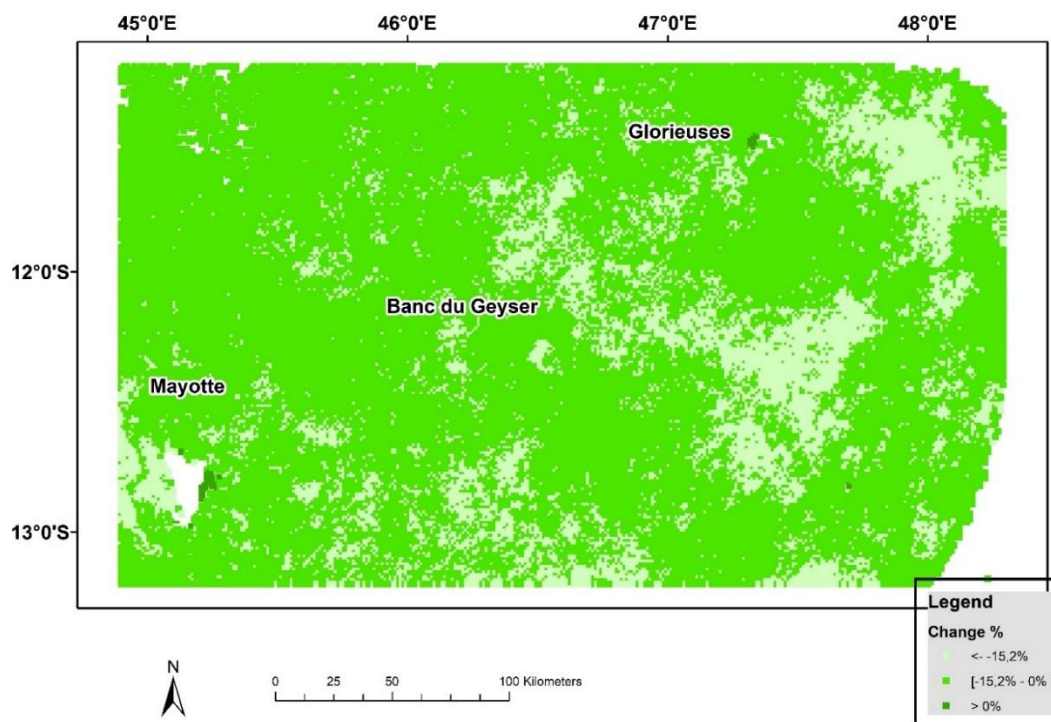 45°0'E 46°0'E 47°0'E 48°0'E
Glorieuses
12°0'S
Banc du Geyser
Mayotte
13°0'S
Legend
Change %
<- -15,2%
[-15,2% - 0%
> 0%
N
0 25 50 100 Kilometers